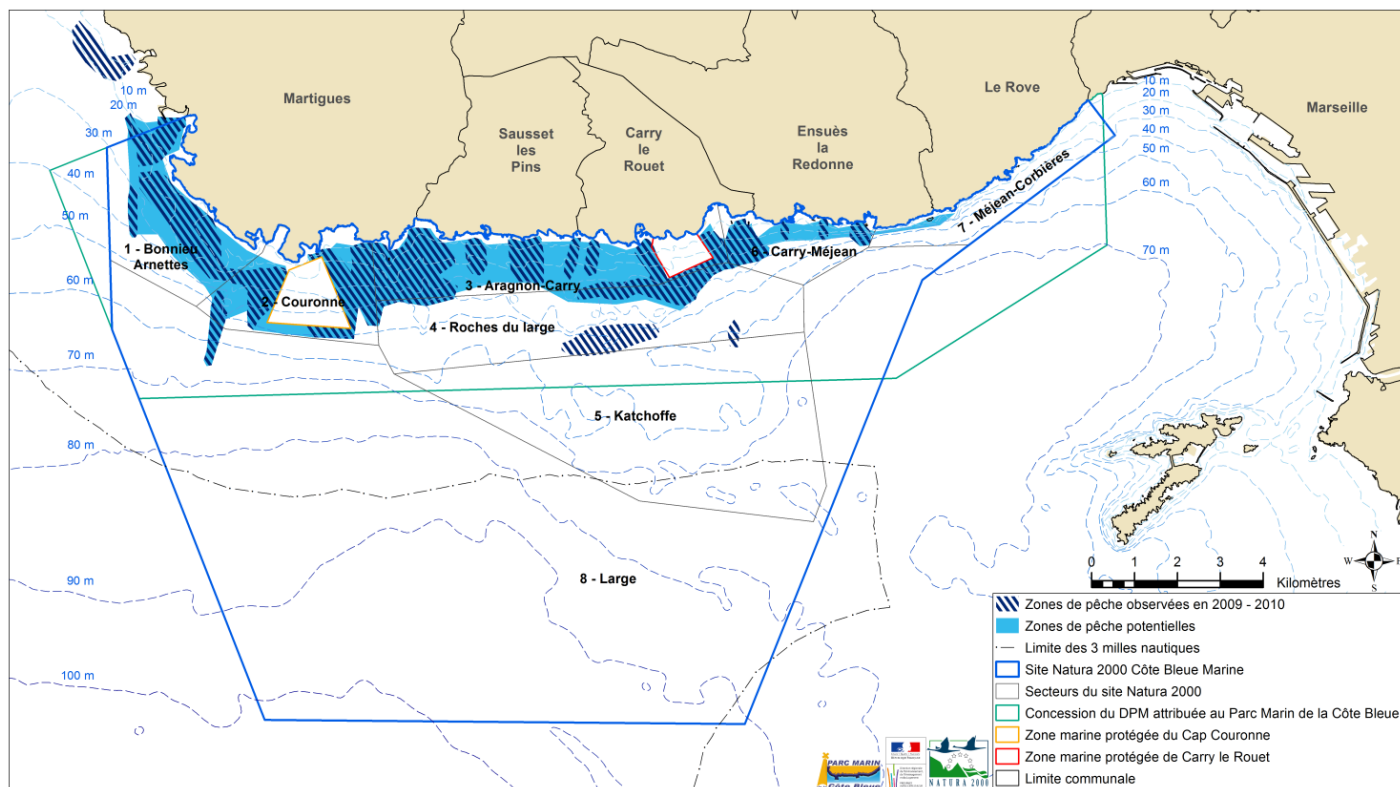 Martigues
Sausset
les
Pins
Carry
le
Rouet
Ensuès
la
Redonne
Le Rove
Marseille
10 m
20 m
30 m
40 m
50 m
60 m
70 m
80 m
90 m
100 m
10 m
20 m
30 m
40 m
50 m
60 m
70 m
1 - Bonnieu
Arnettes
2 - Couronne
3 - Aragnon-Carry
4 - Roches du large
5 - Katchoffe
6 - Carry-Méjean
7 - Méjean-Corbières
8 - Large
N
W
E
S
0 1 2 3 4
Kilomètres
Zones de pêche observées en 2009 - 2010
Zones de pêche potentielles
Limite des 3 milles nautiques
Site Natura 2000 Côte Bleue Marine
Secteurs du site Natura 2000
Concession du DPM attribuée au Parc Marin de la Côte Bleue
Zone marine protégée du Cap Couronne
Zone marine protégée de Carry le Rouet
Limite communale
PARC MARIN
Côte Bleue
NATURA 2000